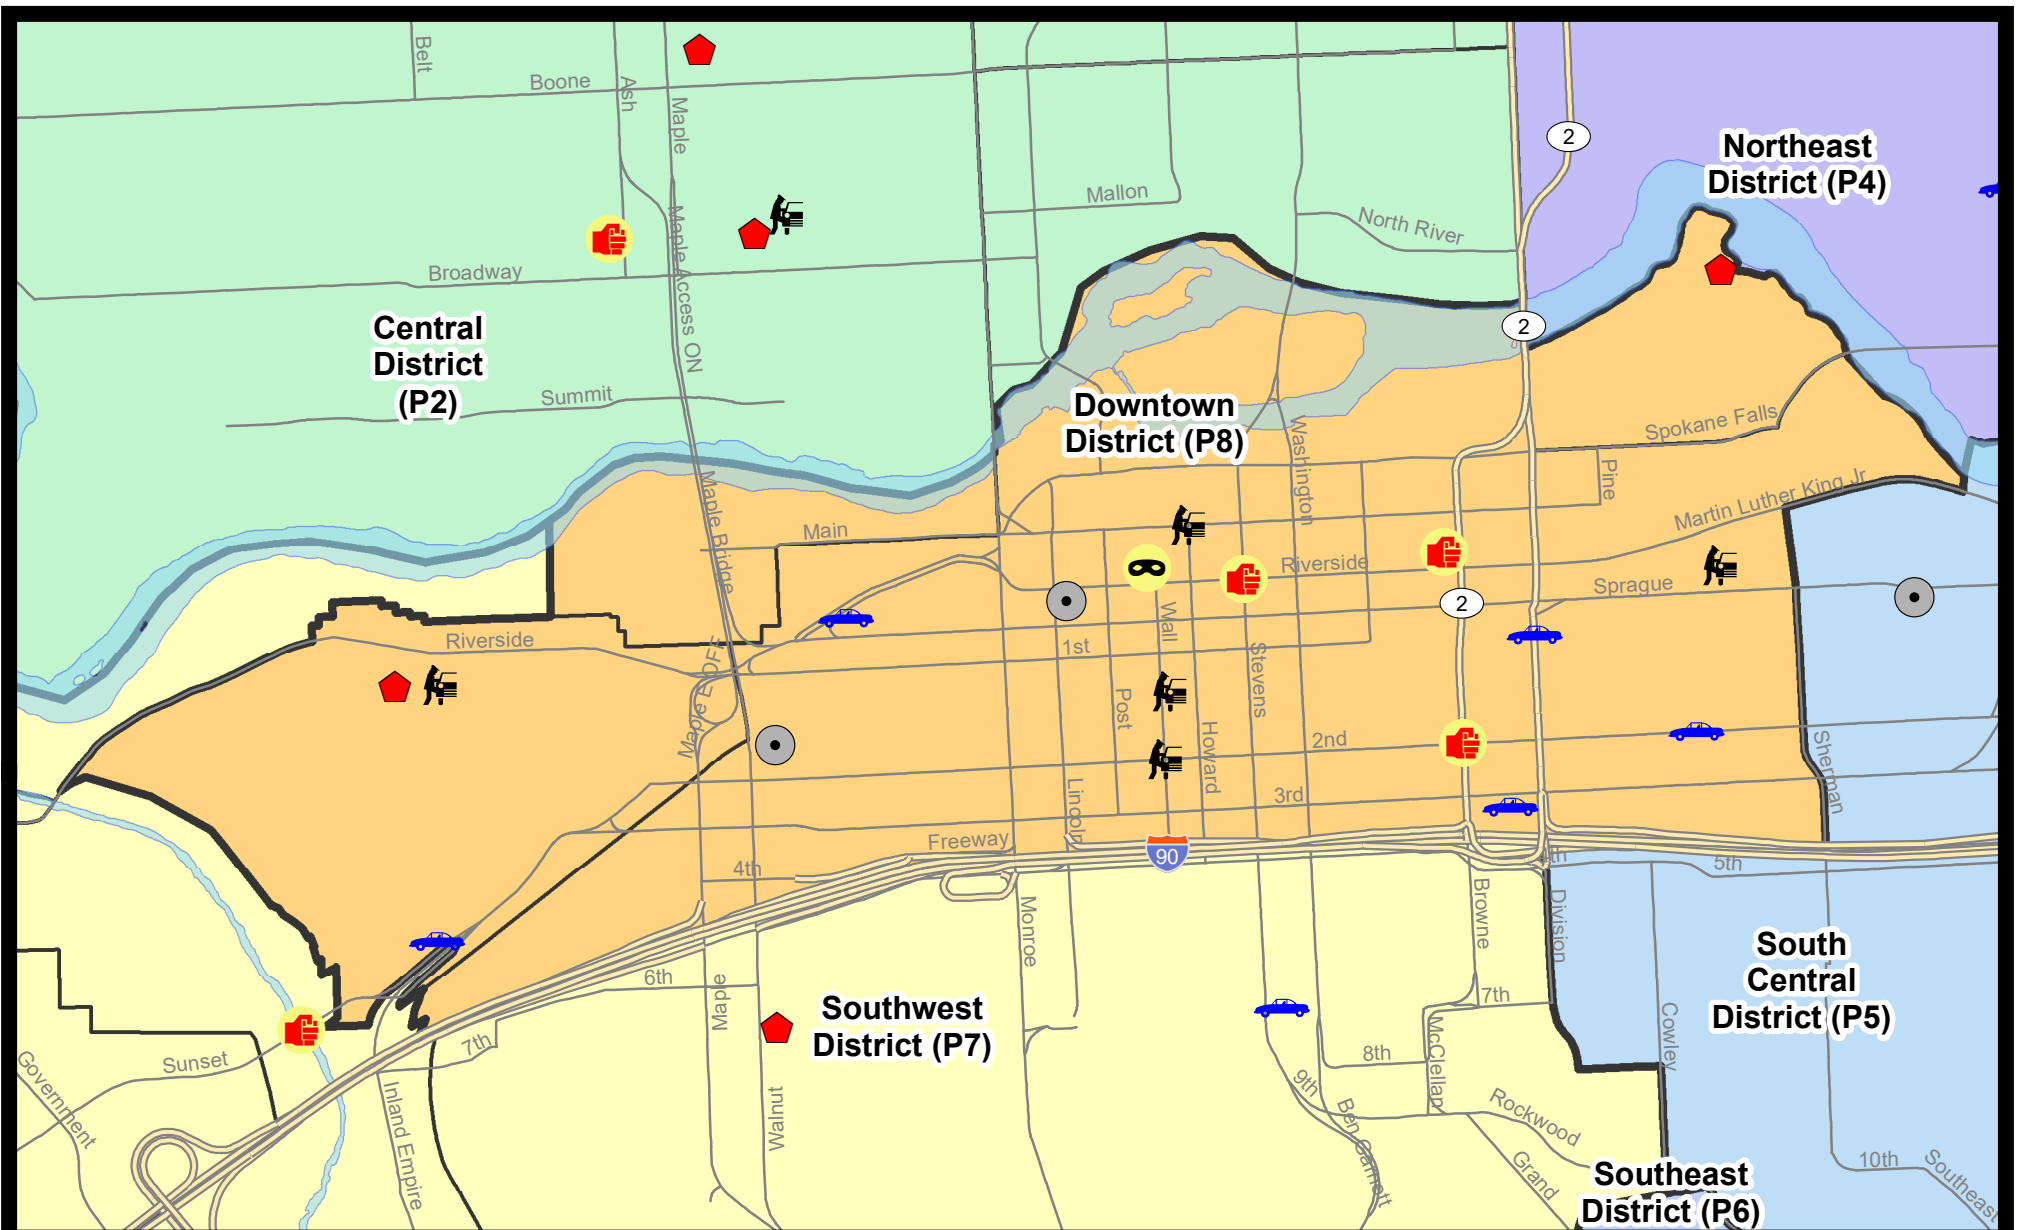 Belt
Boone
Ash
Maple
2
Northeast
District (P4)
Mallon
North River
Maple Access ON
Broadway
Central
District
(P2)
2
Summit
Downtown
District (P8)
Washington
Spokane Falls
Pine
Martin Luther King Jr
Maple Bridge
Main
Riverside
Sprague
2
Wall
Riverside
1st
Stevens
Post
Howard
2nd
Sherman
3rd
Lincoln
Freeway
90
4th
5th
Division
Browne
Monroe
6th
Maple
Southwest
District (P7)
South
Central
District (P5)
7th
Cowley
McClellan
8th
7th
Sunset
Government
Inland Empire
Walnut
9th
Ben Garnett
Rockwood
Grand
10th
Southeast
Southeast
District (P6)